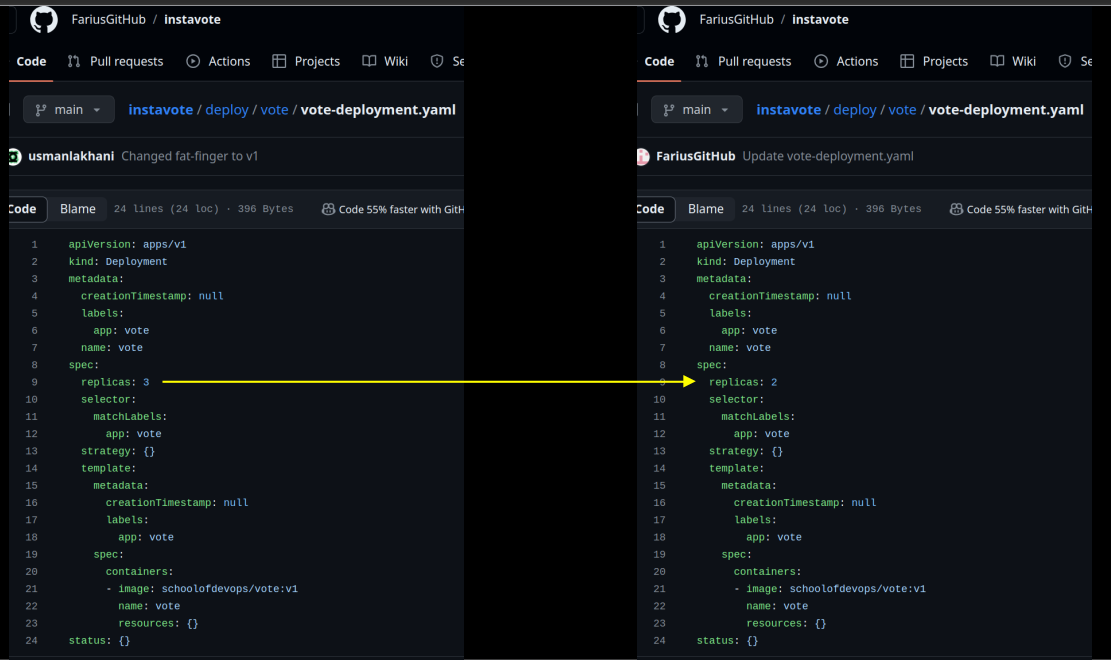 FariusGitHub / instavote
Code Pull requests Actions Projects Wiki Se
main instavote / deploy / vote / vote-deployment.yaml
usmanlakhani Changed fat-finger to v1
Code Blame 24 lines (24 loc) · 396 Bytes Code 55% faster with GitH
1 apiVersion: apps/v1
2 kind: Deployment
3 metadata:
4 creationTimestamp: null
5 labels:
6 app: vote
7 name: vote
8 spec:
9 replicas: 3
10 selector:
11 matchLabels:
12 app: vote
13 strategy: {}
14 template:
15 metadata:
16 creationTimestamp: null
17 labels:
18 app: vote
19 spec:
20 containers:
21 - image: schoolofdevops/vote:v1
22 name: vote
23 resources: {}
24 status: {}
FariusGitHub / instavote
Code Pull requests Actions Projects Wiki Se
main instavote / deploy / vote / vote-deployment.yaml
FariusGitHub Update vote-deployment.yaml
Code Blame 24 lines (24 loc) · 396 Bytes Code 55% faster with GitH
1 apiVersion: apps/v1
2 kind: Deployment
3 metadata:
4 creationTimestamp: null
5 labels:
6 app: vote
7 name: vote
8 spec:
9 replicas: 2
10 selector:
11 matchLabels:
12 app: vote
13 strategy: {}
14 template:
15 metadata:
16 creationTimestamp: null
17 labels:
18 app: vote
19 spec:
20 containers:
21 - image: schoolofdevops/vote:v1
22 name: vote
23 resources: {}
24 status: {}